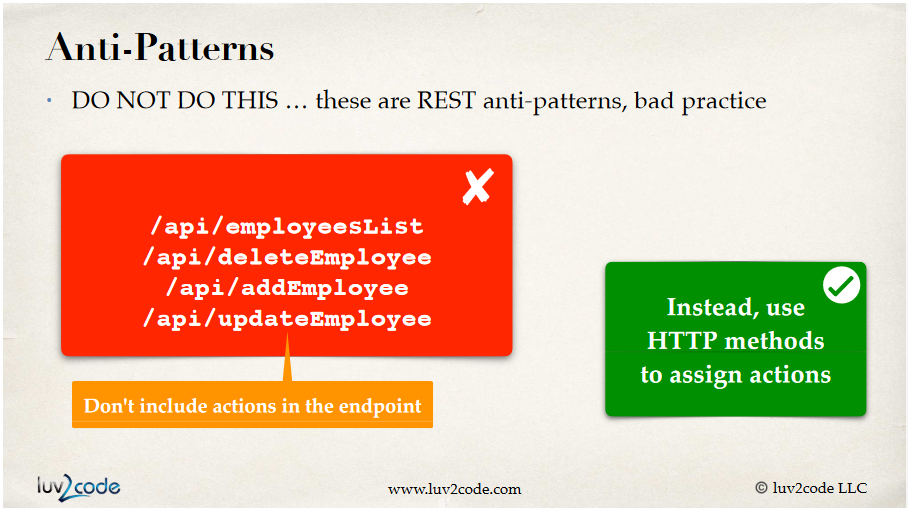 Anti-Patterns
• DO NOT DO THIS … these are REST anti-patterns, bad practice
/api/employeesList
/api/deleteEmployee
/api/addEmployee
/api/updateEmployee
Don't include actions in the endpoint
Instead, use
HTTP methods
to assign actions
luv2code
www.luv2code.com
© luv2code LLC